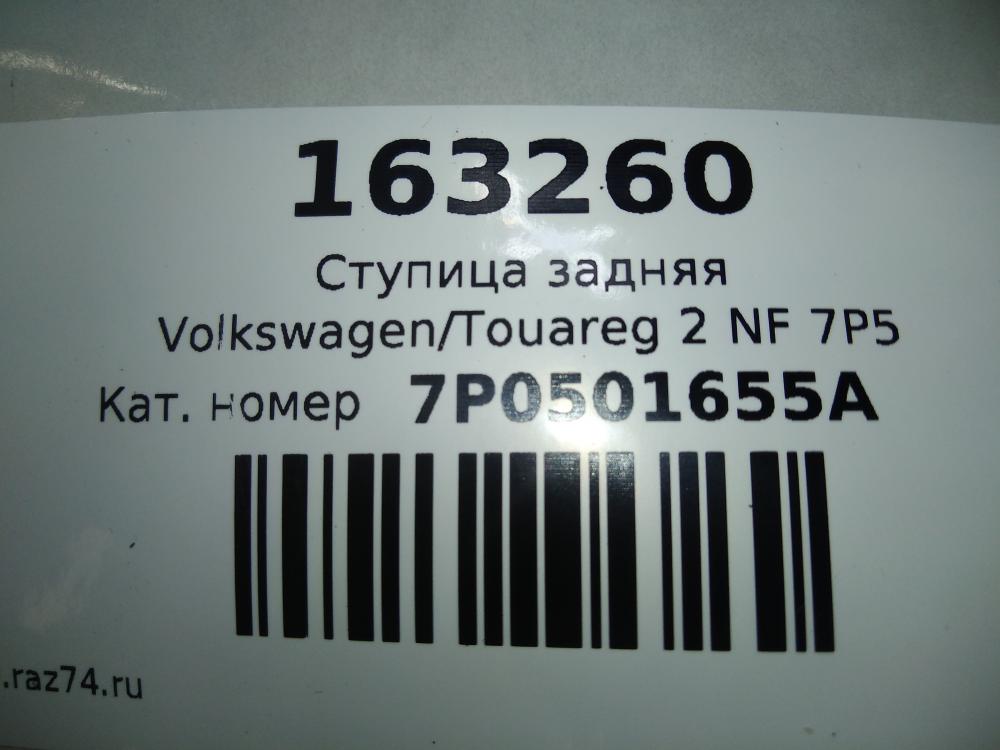 163260
Ступица задняя
Volkswagen/Touareg 2 NF 7P5
Кат. номер 7P0501655A
.raz74.ru